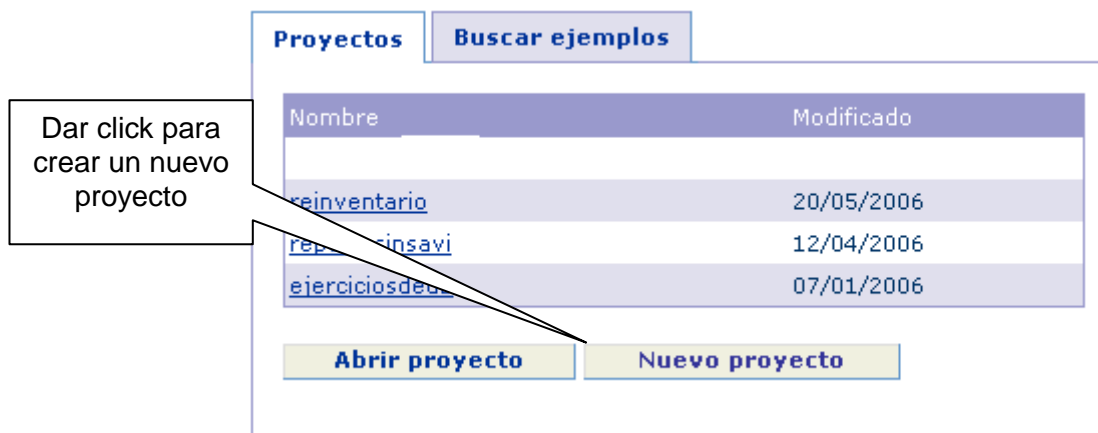 Proyectos Buscar ejemplos
Dar click para
crear un nuevo
proyecto
Nombre Modificado
reinventario 20/05/2006
12/04/2006
07/01/2006
Abrir proyecto Nuevo proyecto